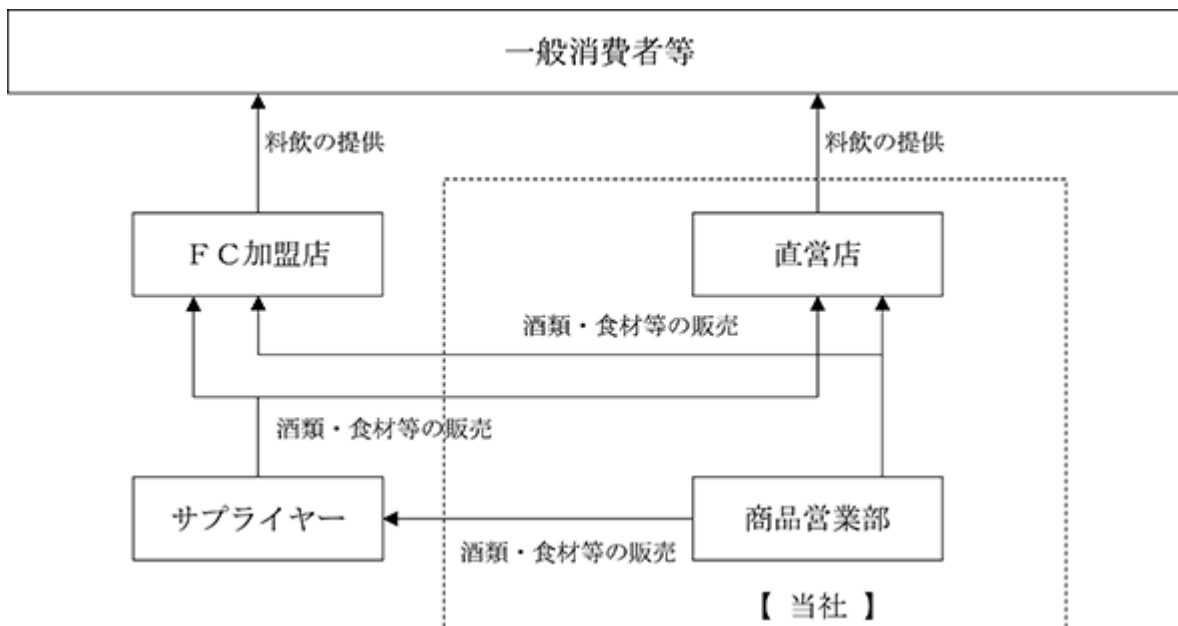 一般消費者等
料飲の提供
料飲の提供
ＦＣ加盟店
直営店
酒類・食材等の販売
酒類・食材等の販売
サプライヤー
商品営業部
酒類・食材等の販売
【 当社 】